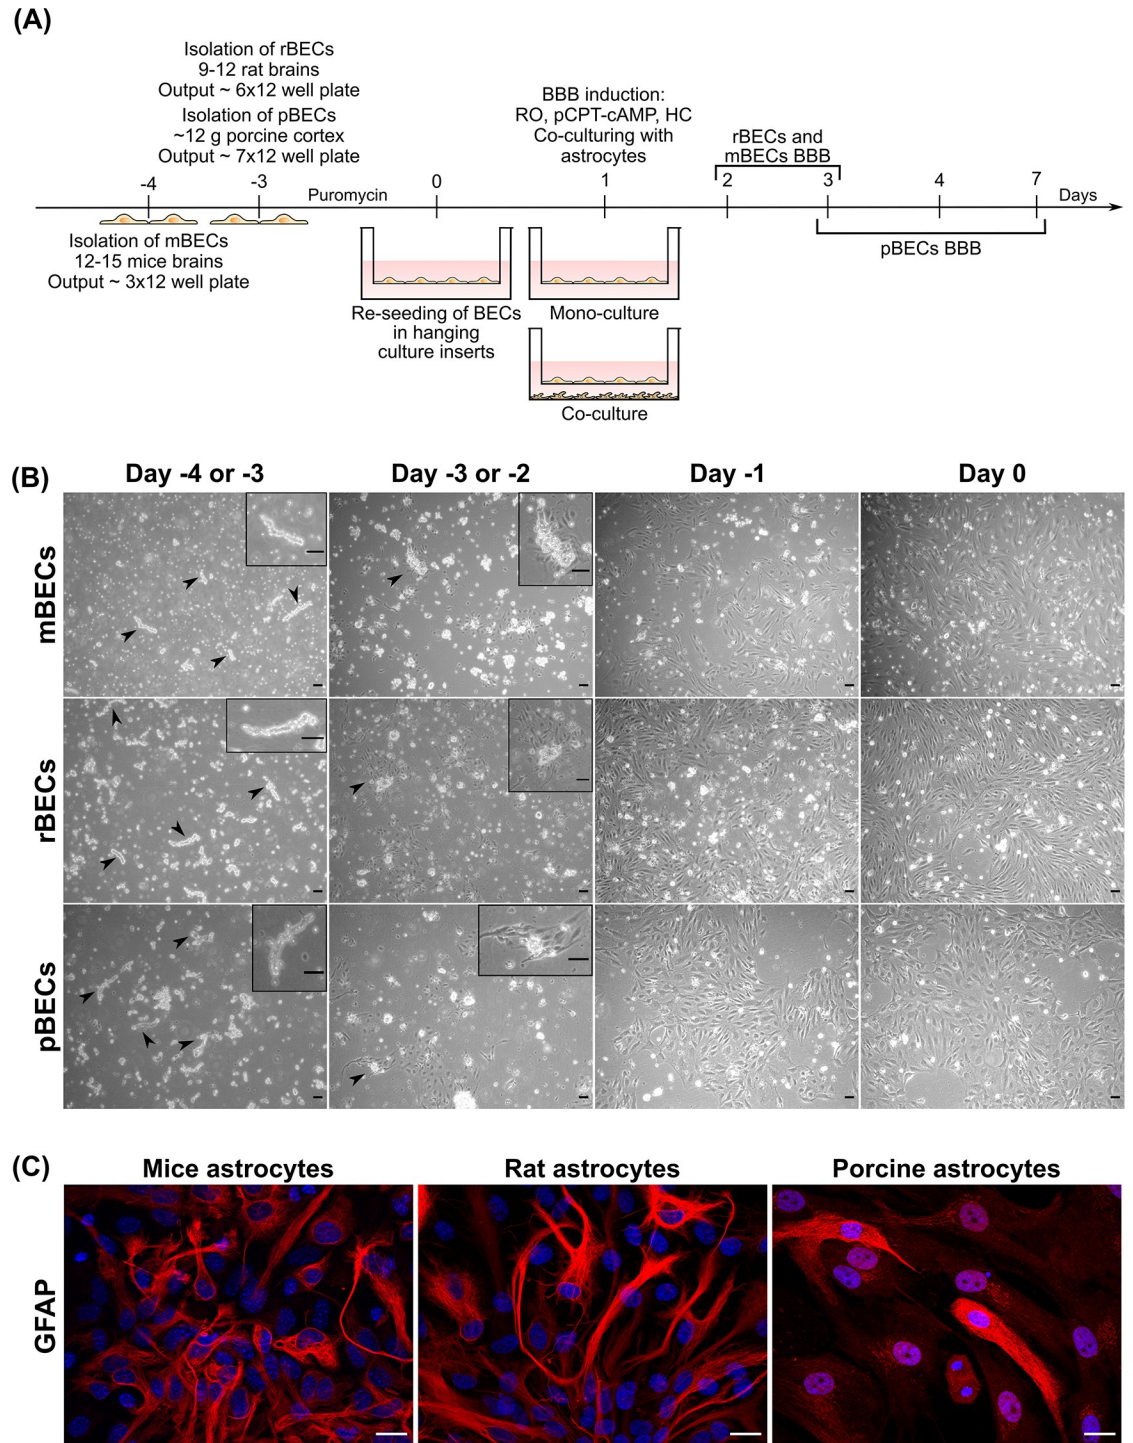 (A)
Isolation of rBECs
9-12 rat brains
Output ~ 6x12 well plate
Isolation of pBECs
~12 g porcine cortex
Output ~ 7x12 well plate
BBB induction:
RO, pCPT-cAMP, HC
Co-culturing with
astrocytes
rBECs and
mBECs BBB
-4 -3 Puromycin 0 1 2 3 4 7 Days
Isolation of mBECs
12-15 mice brains
Output ~ 3x12 well plate
pBECs BBB
Re-seeding of BECs
in hanging
culture inserts
Mono-culture
Co-culture
(B)
Day -4 or -3 Day -3 or -2 Day -1 Day 0
mBECs
rBECs
pBECs
(C)
Mice astrocytes Rat astrocytes Porcine astrocytes
GFAP